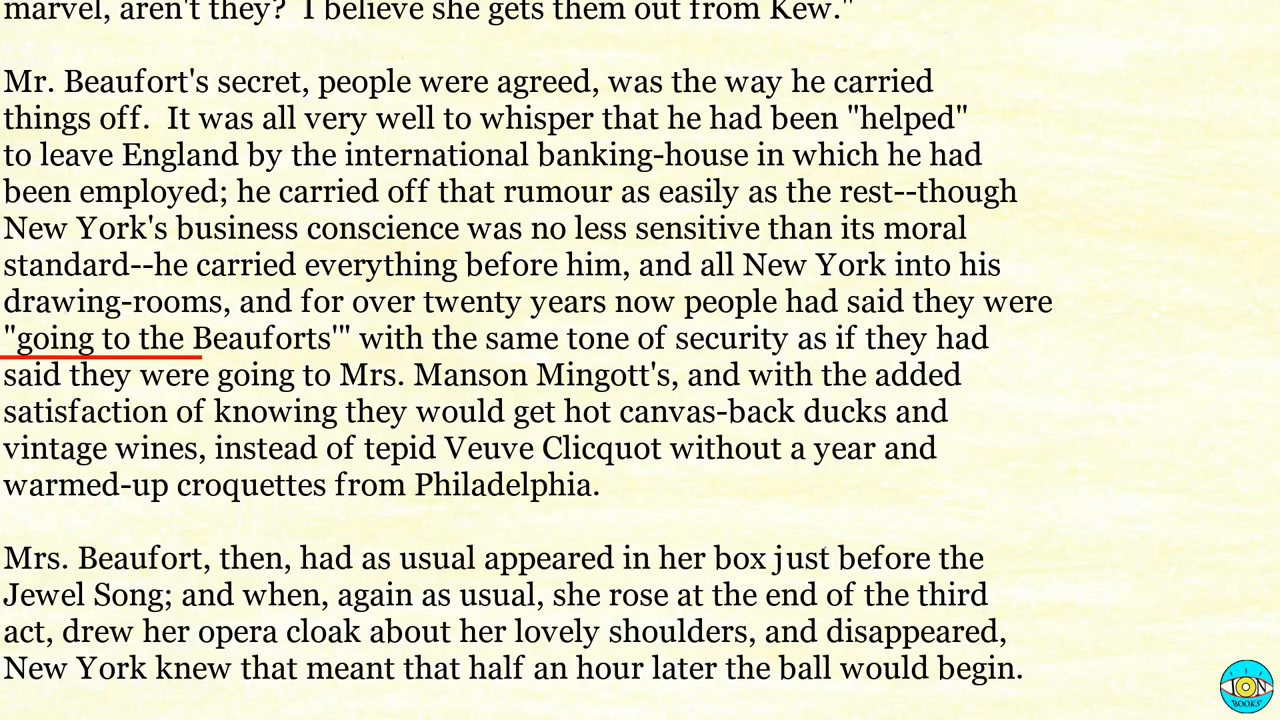 marvel, aren't they?  I believe she gets them out from Kew."
Mr. Beaufort's secret, people were agreed, was the way he carried
things off.  It was all very well to whisper that he had been "helped"
to leave England by the international banking-house in which he had
been employed; he carried off that rumour as easily as the rest--though
New York's business conscience was no less sensitive than its moral
standard--he carried everything before him, and all New York into his
drawing-rooms, and for over twenty years now people had said they were
"going to the Beauforts'" with the same tone of security as if they had
said they were going to Mrs. Manson Mingott's, and with the added
satisfaction of knowing they would get hot canvas-back ducks and
vintage wines, instead of tepid Veuve Clicquot without a year and
warmed-up croquettes from Philadelphia.
Mrs. Beaufort, then, had as usual appeared in her box just before the
Jewel Song; and when, again as usual, she rose at the end of the third
act, drew her opera cloak about her lovely shoulders, and disappeared,
New York knew that meant that half an hour later the ball would begin.
ION
BOOKS